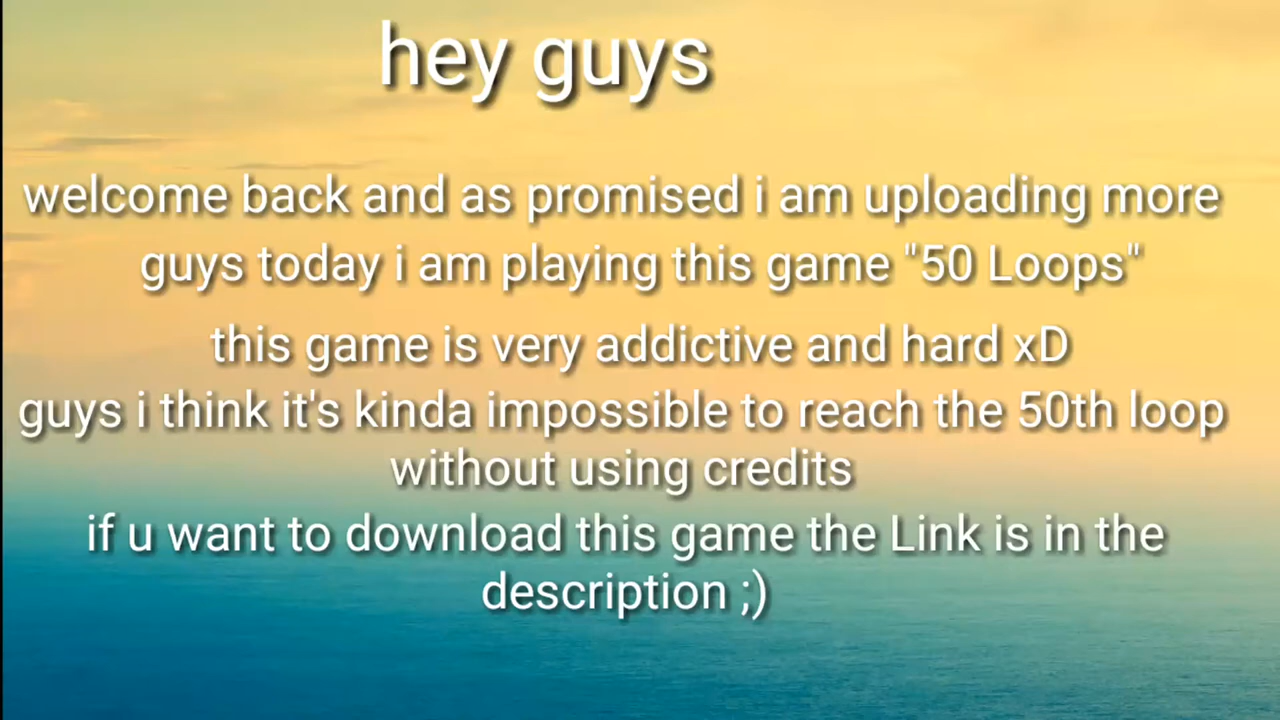 hey guys
welcome back and as promised i am uploading more
guys today i am playing this game "50 Loops"
this game is very addictive and hard xD
guys i think it's kinda impossible to reach the 50th loop
without using credits
if u want to download this game the Link is in the
description ;)